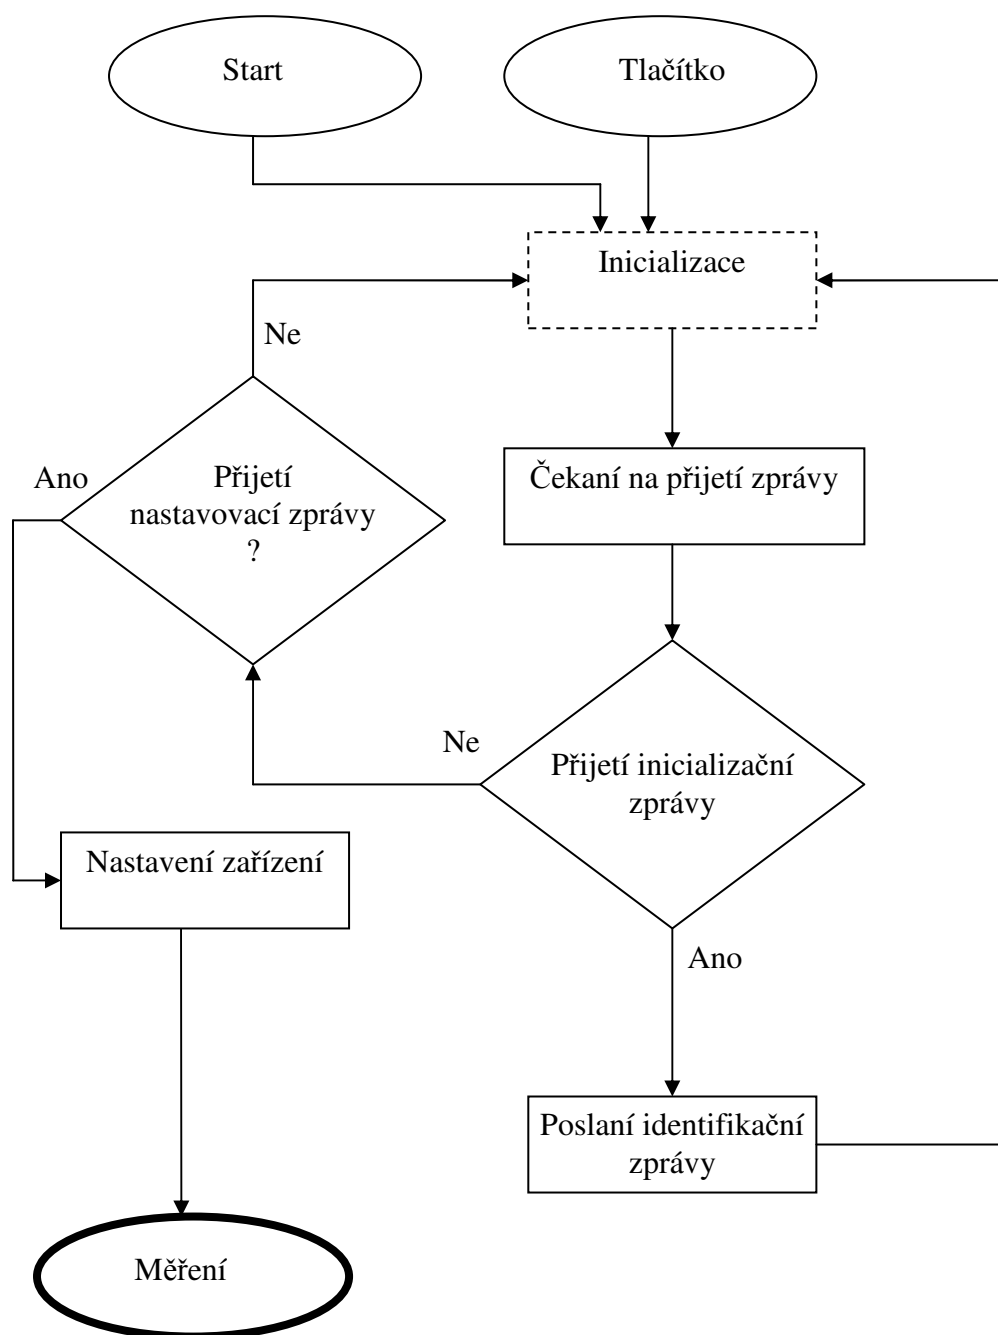 Start
Tlačítko
Inicializace
Ne
Ano
Přijetí
nastavovací zprávy
?
Čekaní na přijetí zprávy
Ne
Přijetí inicializační
zprávy
Nastavení zařízení
Ano
Poslaní identifikační
zprávy
Měření